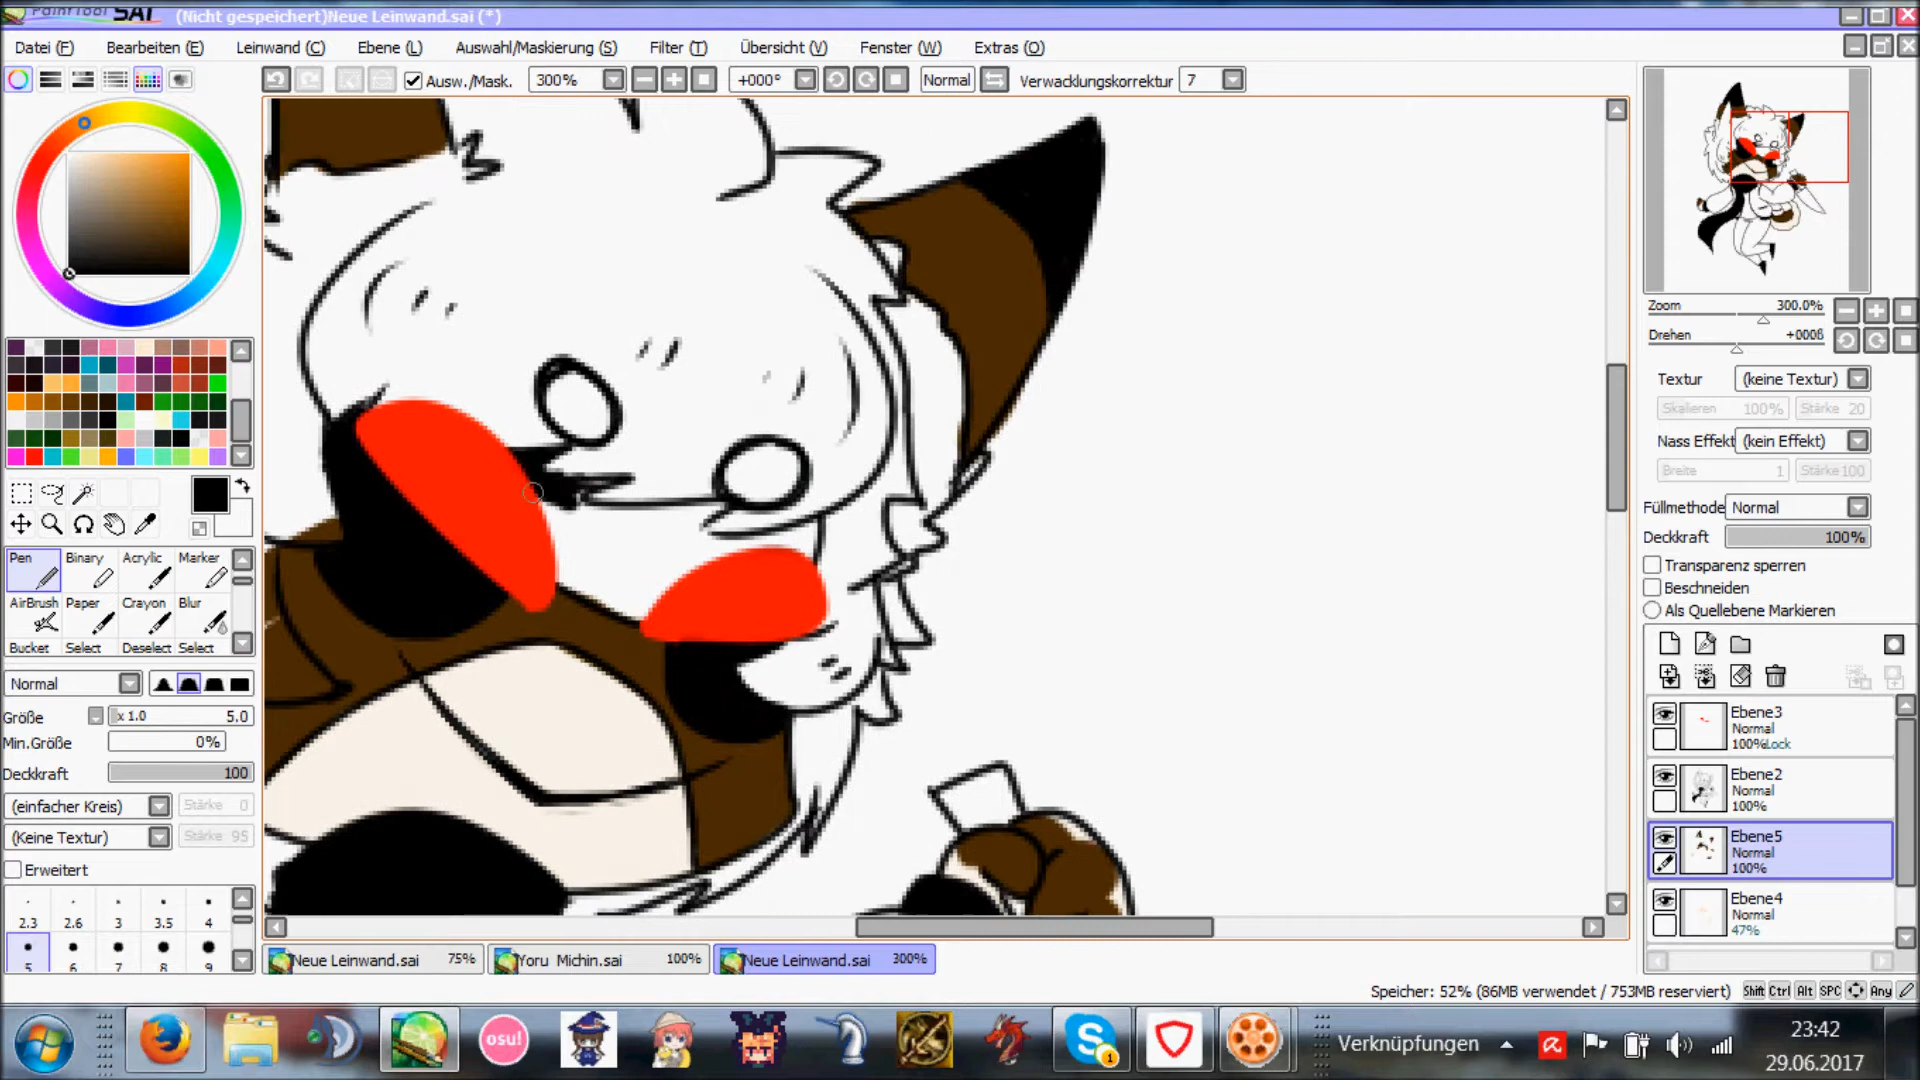 PaintTool SAI (Nicht gespeichert)Neue Leinwand.sai (*)
Datei (F) Bearbeiten (E) Leinwand (C) Ebene (L) Auswahl/Maskierung (S) Filter (T) Übersicht (V) Fenster (W) Extras (O)
Ausw./Mask. 300% +000° Normal Verwacklungskorrektur 7
Zoom 300.0%
Drehen +000ß
Textur (keine Textur)
Skalieren 100% Stärke 20
Nass Effekt (kein Effekt)
Breite 1 Stärke 100
Füllmethode Normal
Deckkraft 100%
Transparenz sperren
Beschneiden
Als Quellebene Markieren
Pen Binary Acrylic Marker
AirBrush Paper Crayon Blur
Bucket Select Deselect Select
Normal
Größe x 1.0 5.0
Min.Größe 0%
Deckkraft 100
(einfacher Kreis) Stärke 0
(Keine Textur) Stärke 95
Erweitert
2.3 2.6 3 3.5 4
5 6 7 8 9
Ebene3
Normal
100%Lock
Ebene2
Normal
100%
Ebene5
Normal
100%
Ebene4
Normal
47%
Neue Leinwand.sai 75% Yoru Michin.sai 100% Neue Leinwand.sai 300%
Speicher: 52% (86MB verwendet / 753MB reserviert) Shift Ctrl Alt SPC Any
osu! 1 Verknüpfungen 23:42
29.06.2017